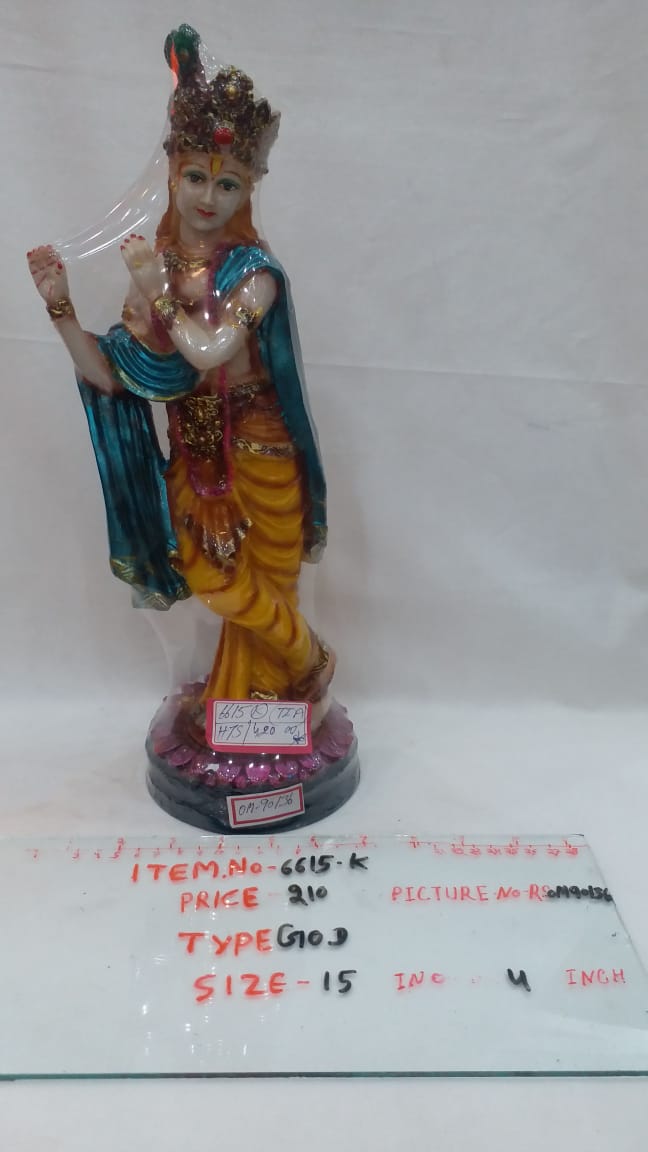 6615
HTS/420 00
OM-90136
ITEM.No-6615-K
PRICE 210 PICTURE-No-RS OM90136
TYPE GOD
SIZE-15 INC 4 INCH